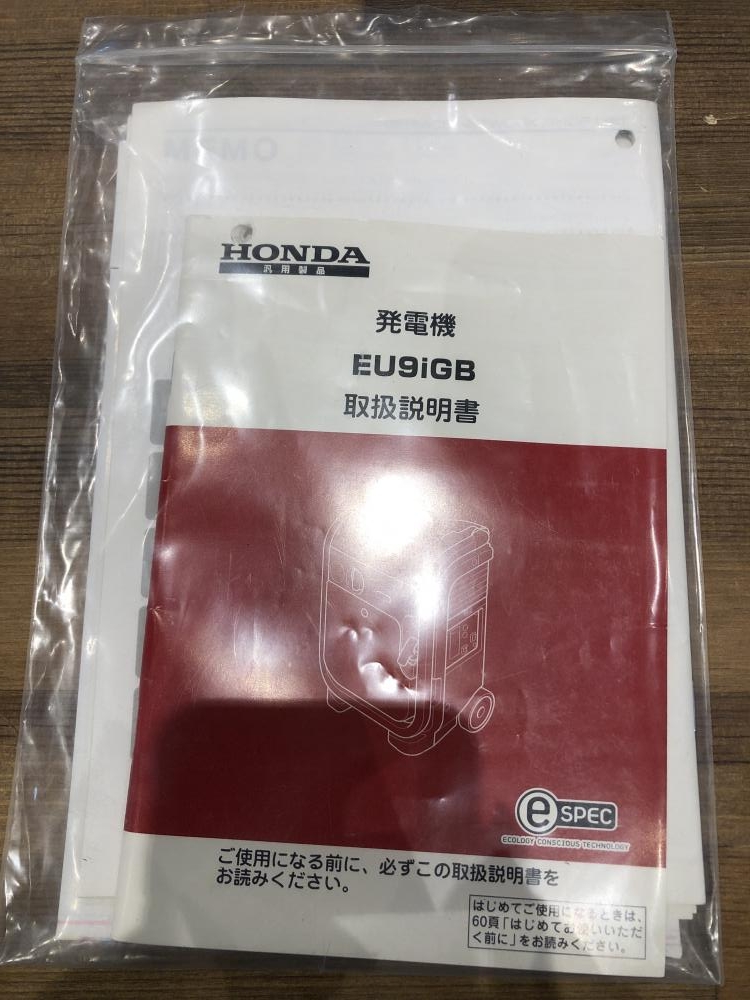 HONDA
汎用製品
発電機
EU9iGB
取扱説明書
e SPEC
ECOLOGY CONSCIOUS TECHNOLOGY
ご使用になる前に、必ずこの取扱説明書を
お読みください。
はじめてご使用になるときは、
60頁「はじめてお使いいただ
く前に」をお読みください。